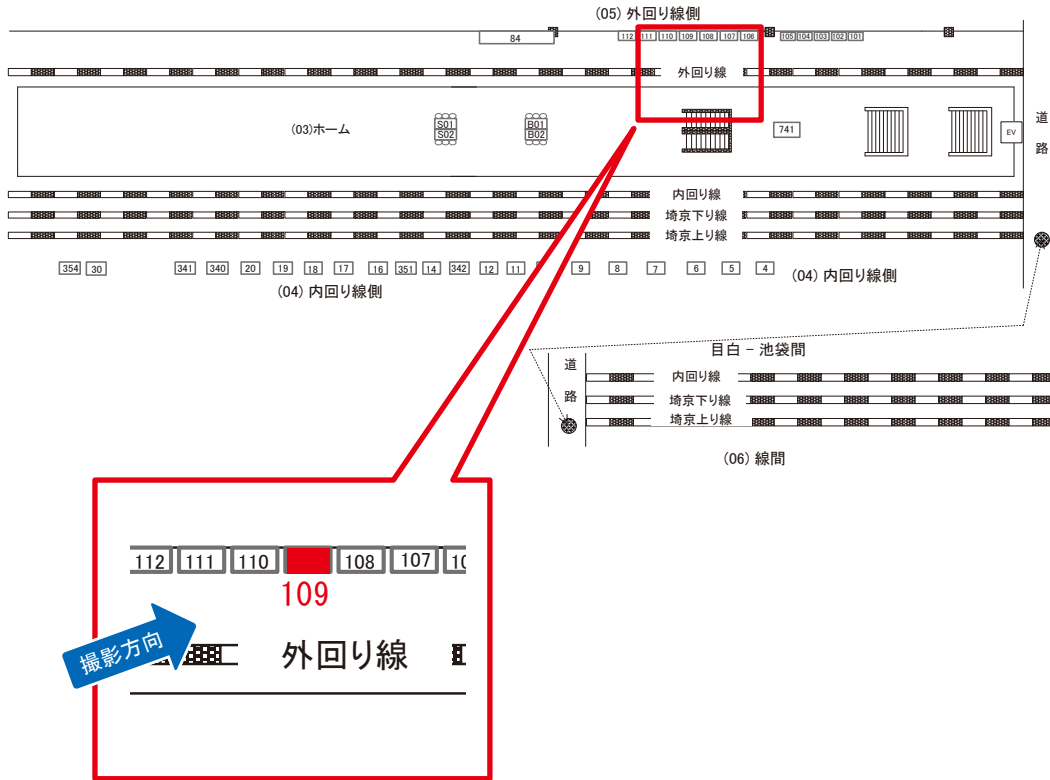 (05) 外回り線側
84
112 111 110 109 108 107 106 105 104 103 102 101
外回り線
(03)ホーム
S01
S02
B01
B02
741
EV
道路
内回り線
埼京下り線
埼京上り線
354 30 341 340 20 19 18 17 16 351 14 342 12 11 9 8 7 6 5 4
(04) 内回り線側
(04) 内回り線側
目白 − 池袋間
道路
内回り線
埼京下り線
埼京上り線
(06) 線間
112 111 110 108 107
109
撮影方向
外回り線